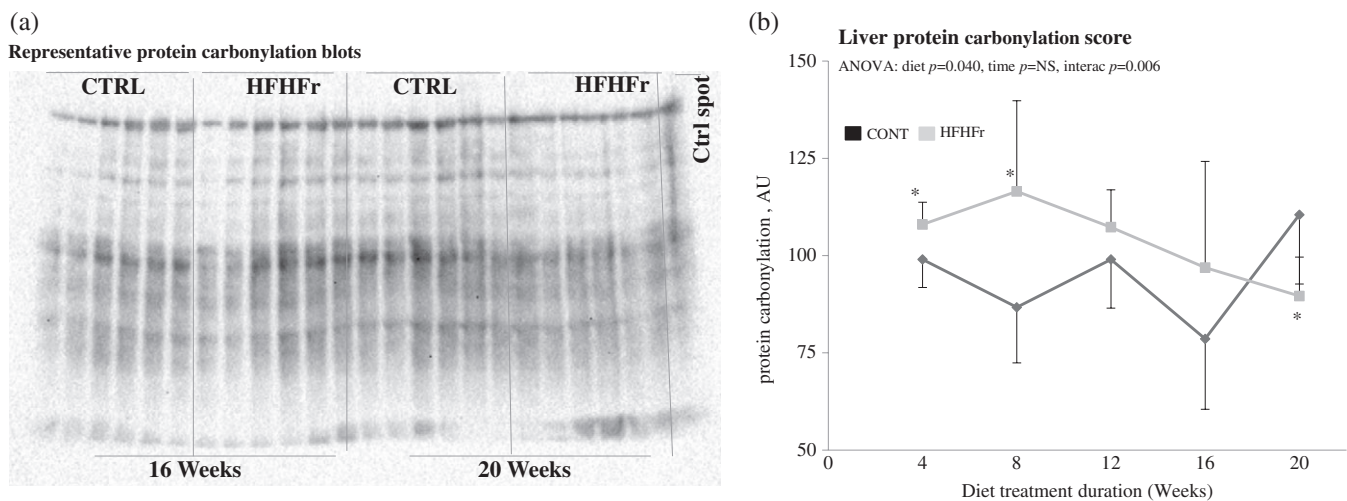 (a)
Representative protein carbonylation blots
CTRL HFHFr CTRL HFHFr
Ctrl spot
16 Weeks 20 Weeks
(b)
Liver protein carbonylation score
ANOVA: diet p=0.040, time p=NS, interac p=0.006
CONT HFHFr
protein carbonylation , AU
150
125
100
75
50
* * *
0 4 8 12 16 20
Diet treatment duration (Weeks)